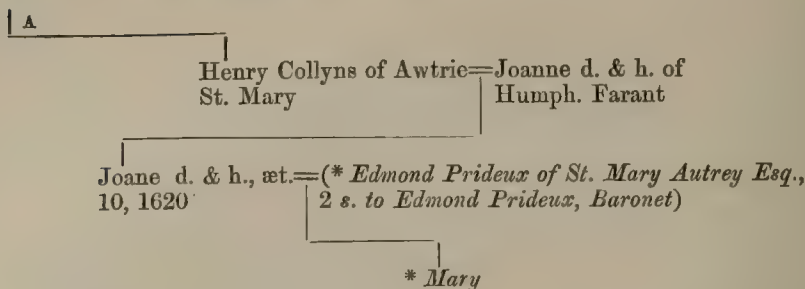 A
Henry Collyns of Awtrie=Joanne d. & h. of
St. Mary Humph. Farant
Joane d. & h., æt.=(* Edmond Prideux of St. Mary Autrey Esq.,
10, 1620 2 s. to Edmond Prideux, Baronet)
* Mary